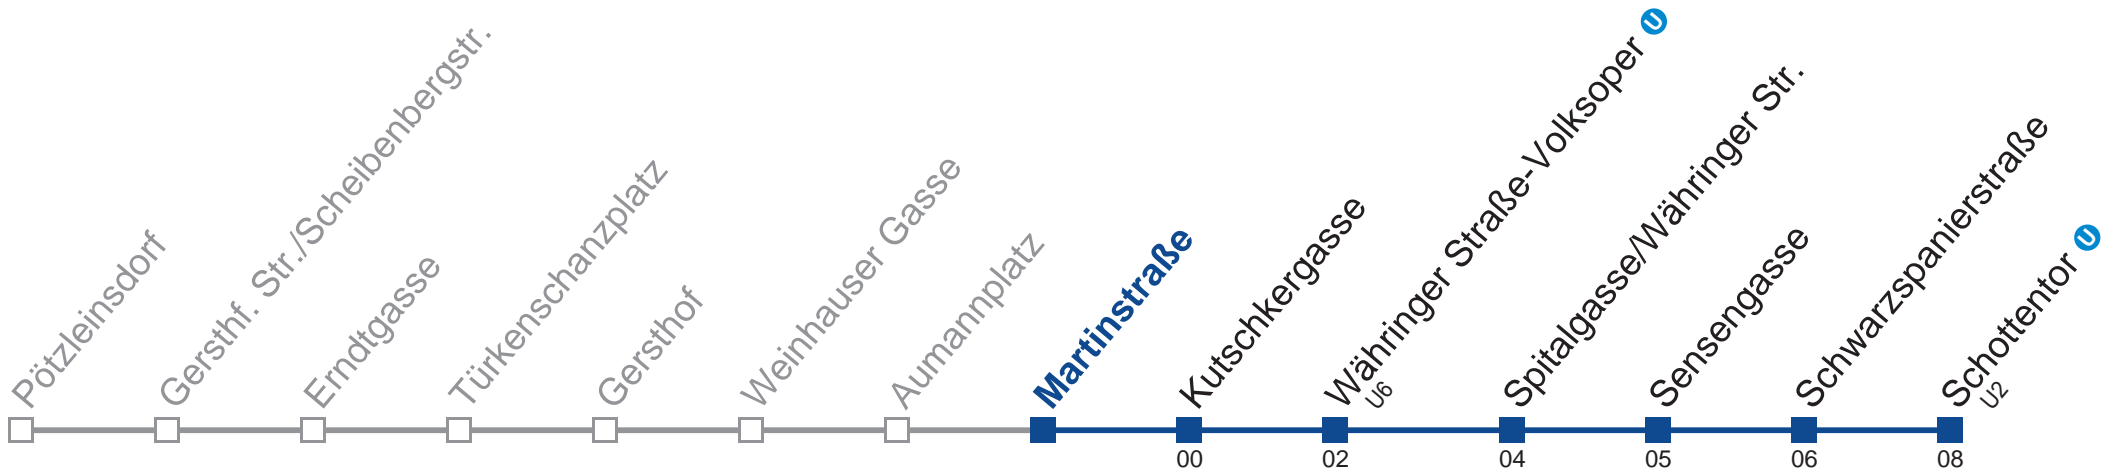 Pötzleinsdorf
Gersthf. Str./Scheibenbergstr.
Erndtgasse
Türkenschanzplatz
Gersthof
Weinhauser Gasse
Aumannplatz
Martinstraße
Kutschkergasse
Währinger Straße-Volksoper U
U6
Spitalgasse/Währinger Str.
Sensengasse
Schwarzspanierstraße
Schottentor U
U2
00 02 04 05 06 08